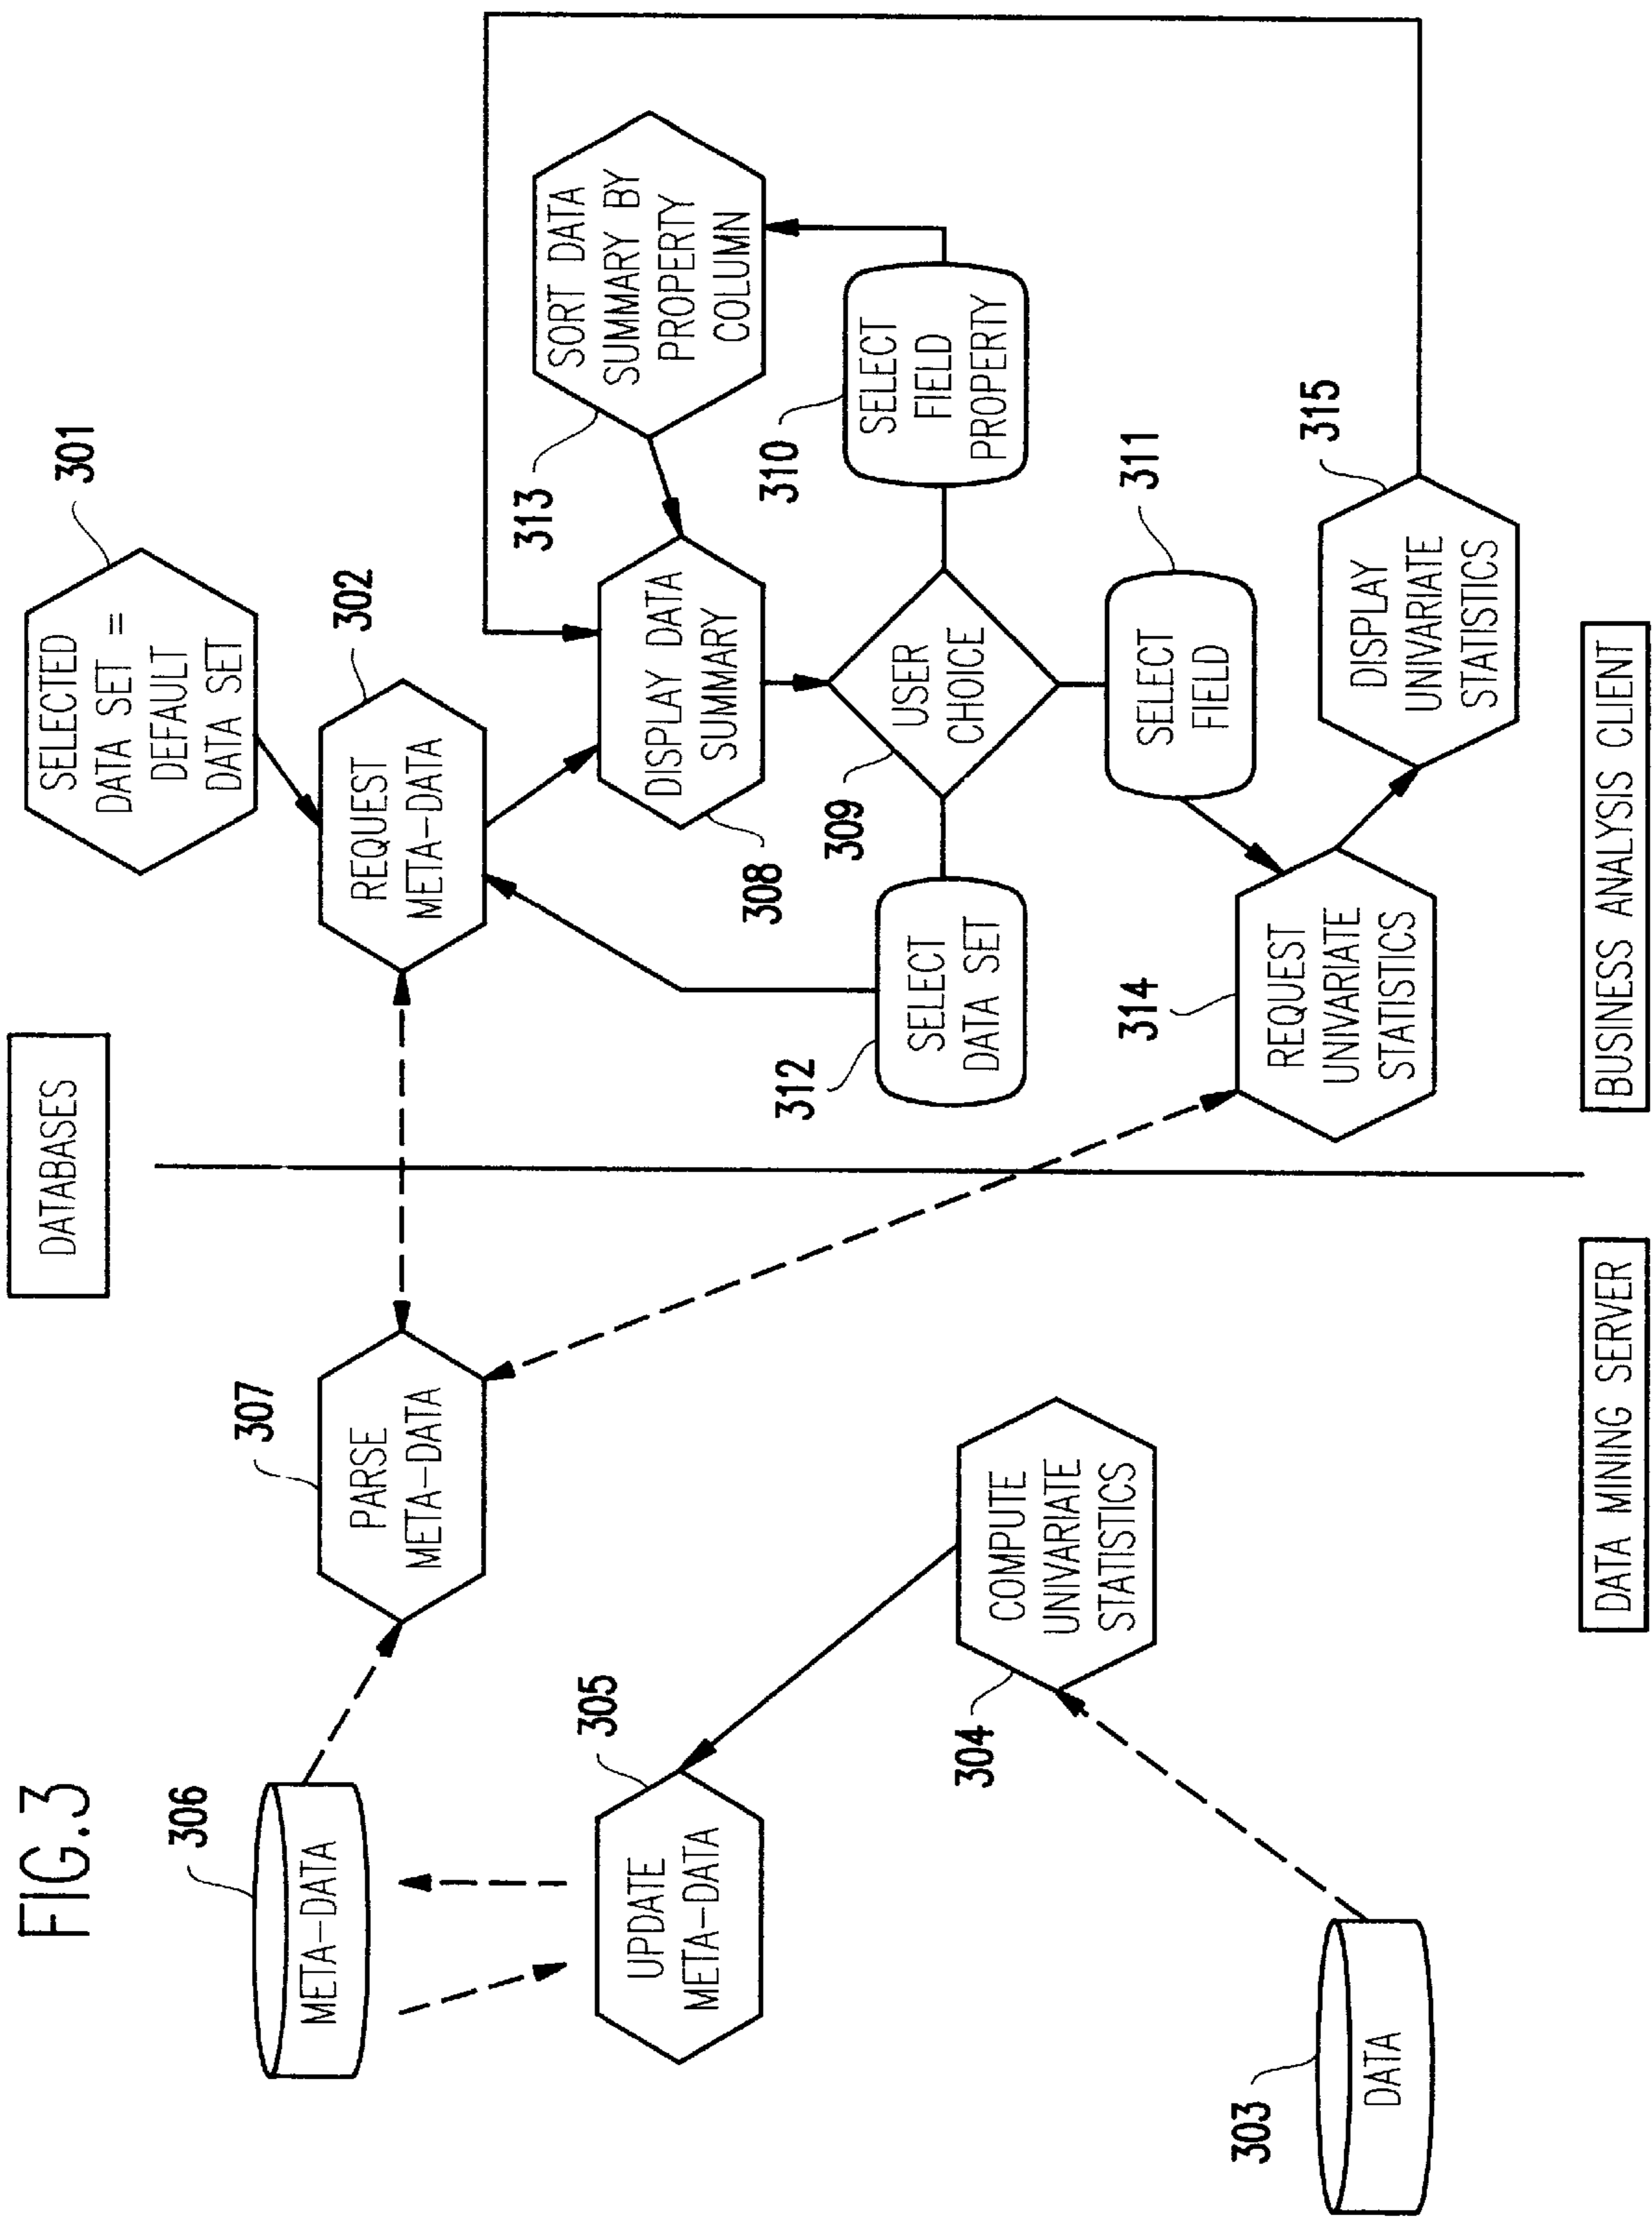 FIG.3
DATABASES
301
SELECTED
DATA SET =
DEFAULT
DATA SET
306
META-DATA
307
PARSE
META-DATA
302
REQUEST
META-DATA
313
SORT DATA
SUMMARY BY
PROPERTY
COLUMN
305
UPDATE
META-DATA
308
DISPLAY DATA
SUMMARY
309
USER
CHOICE
310
SELECT
FIELD
PROPERTY
312
SELECT
DATA SET
304
COMPUTE
UNIVARIATE
STATISTICS
311
SELECT
FIELD
314
REQUEST
UNIVARIATE
STATISTICS
315
DISPLAY
UNIVARIATE
STATISTICS
303
DATA
DATA MINING SERVER
BUSINESS ANALYSIS CLIENT